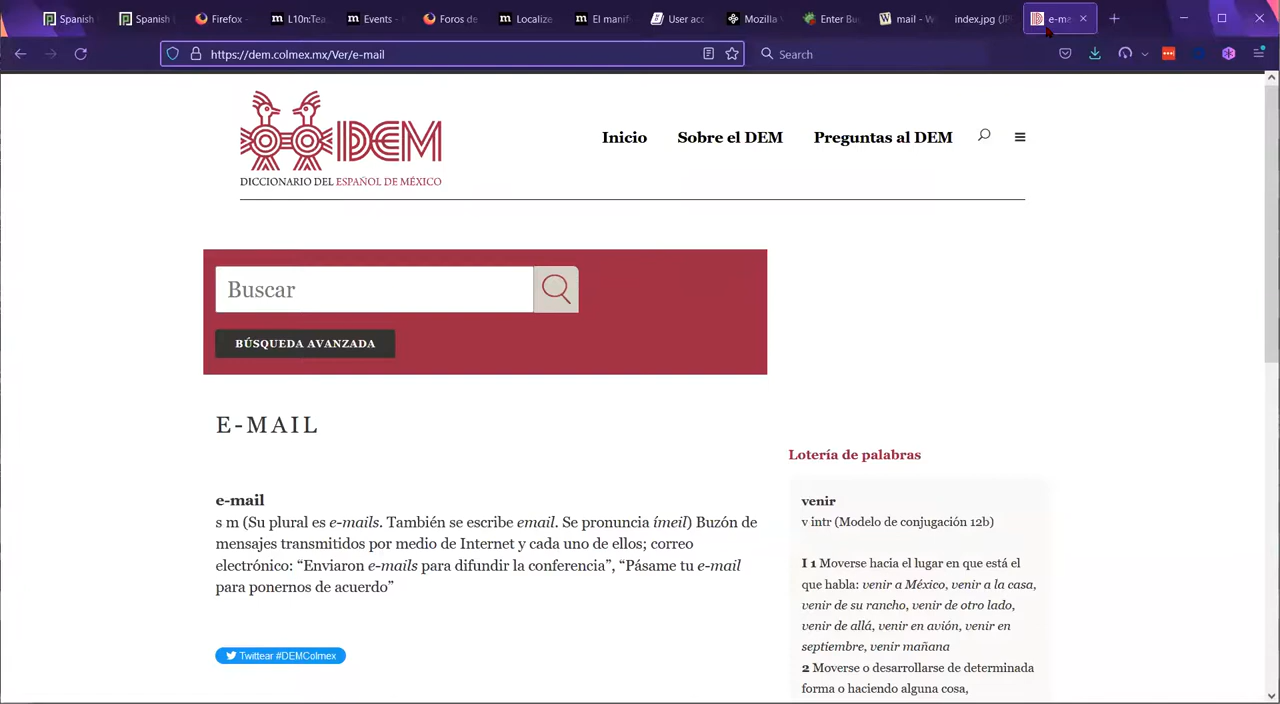 Spanish
Spanish
Firefox -
L10n:Tea
Events -
Foros de
Localize
El manif
User acc
Mozilla
Enter Bu
mail - W
index.jpg (JP
e-ma
https://dem.colmex.mx/Ver/e-mail
Search
DEM
DICCIONARIO DEL ESPAÑOL DE MÉXICO
Inicio
Sobre el DEM
Preguntas al DEM
Buscar
BÚSQUEDA AVANZADA
E-MAIL
e-mail
s m (Su plural es e-mails. También se escribe email. Se pronuncia ímeil) Buzón de
mensajes transmitidos por medio de Internet y cada uno de ellos; correo
electrónico: “Enviaron e-mails para difundir la conferencia”, “Pásame tu e-mail
para ponernos de acuerdo”
Twittear #DEMColmex
Lotería de palabras
venir
v intr (Modelo de conjugación 12b)
I 1 Moverse hacia el lugar en que está el
que habla: venir a México, venir a la casa,
venir de su rancho, venir de otro lado,
venir de allá, venir en avión, venir en
septiembre, venir mañana
2 Moverse o desarrollarse de determinada
forma o haciendo alguna cosa,